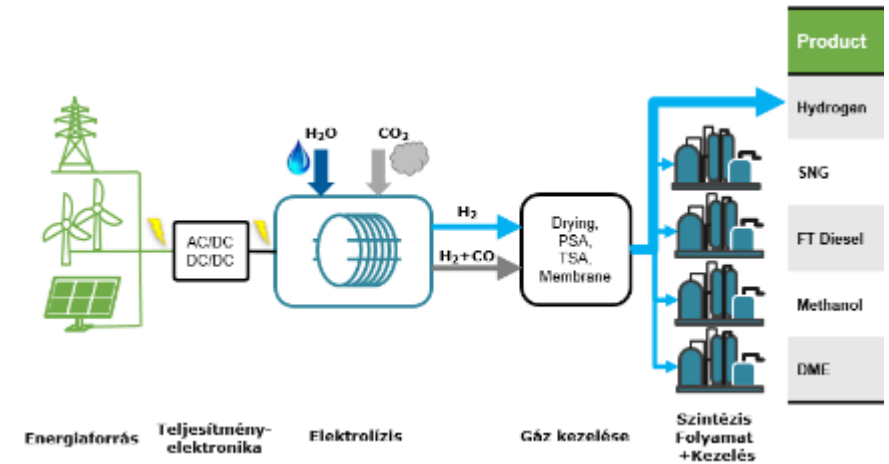 Product
H₂O
CO₂
Hydrogen
SNG
H₂
AC/DC
DC/DC
H₂+CO
Drying,
PSA,
TSA,
Membrane
FT Diesel
Methanol
DME
Energiaforrás
Teljesítmény-
elektronika
Elektrolízis
Gáz kezelése
Szintézis
Folyamat
+Kezelés